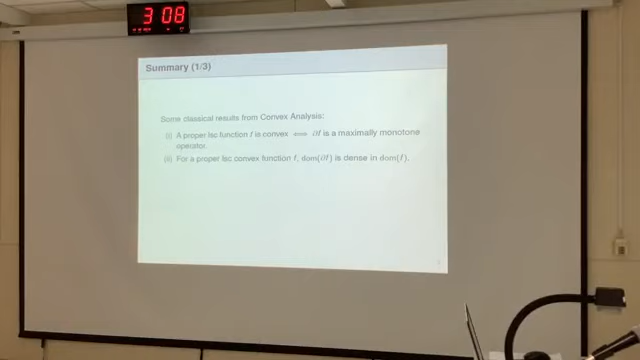 3 08
Summary (1/3)
Some classical results from Convex Analysis:
(i) A proper lsc function f is convex ⟺ ∂f is a maximally monotone
operator.
(ii) For a proper lsc convex function f, dom(∂f) is dense in dom(f).